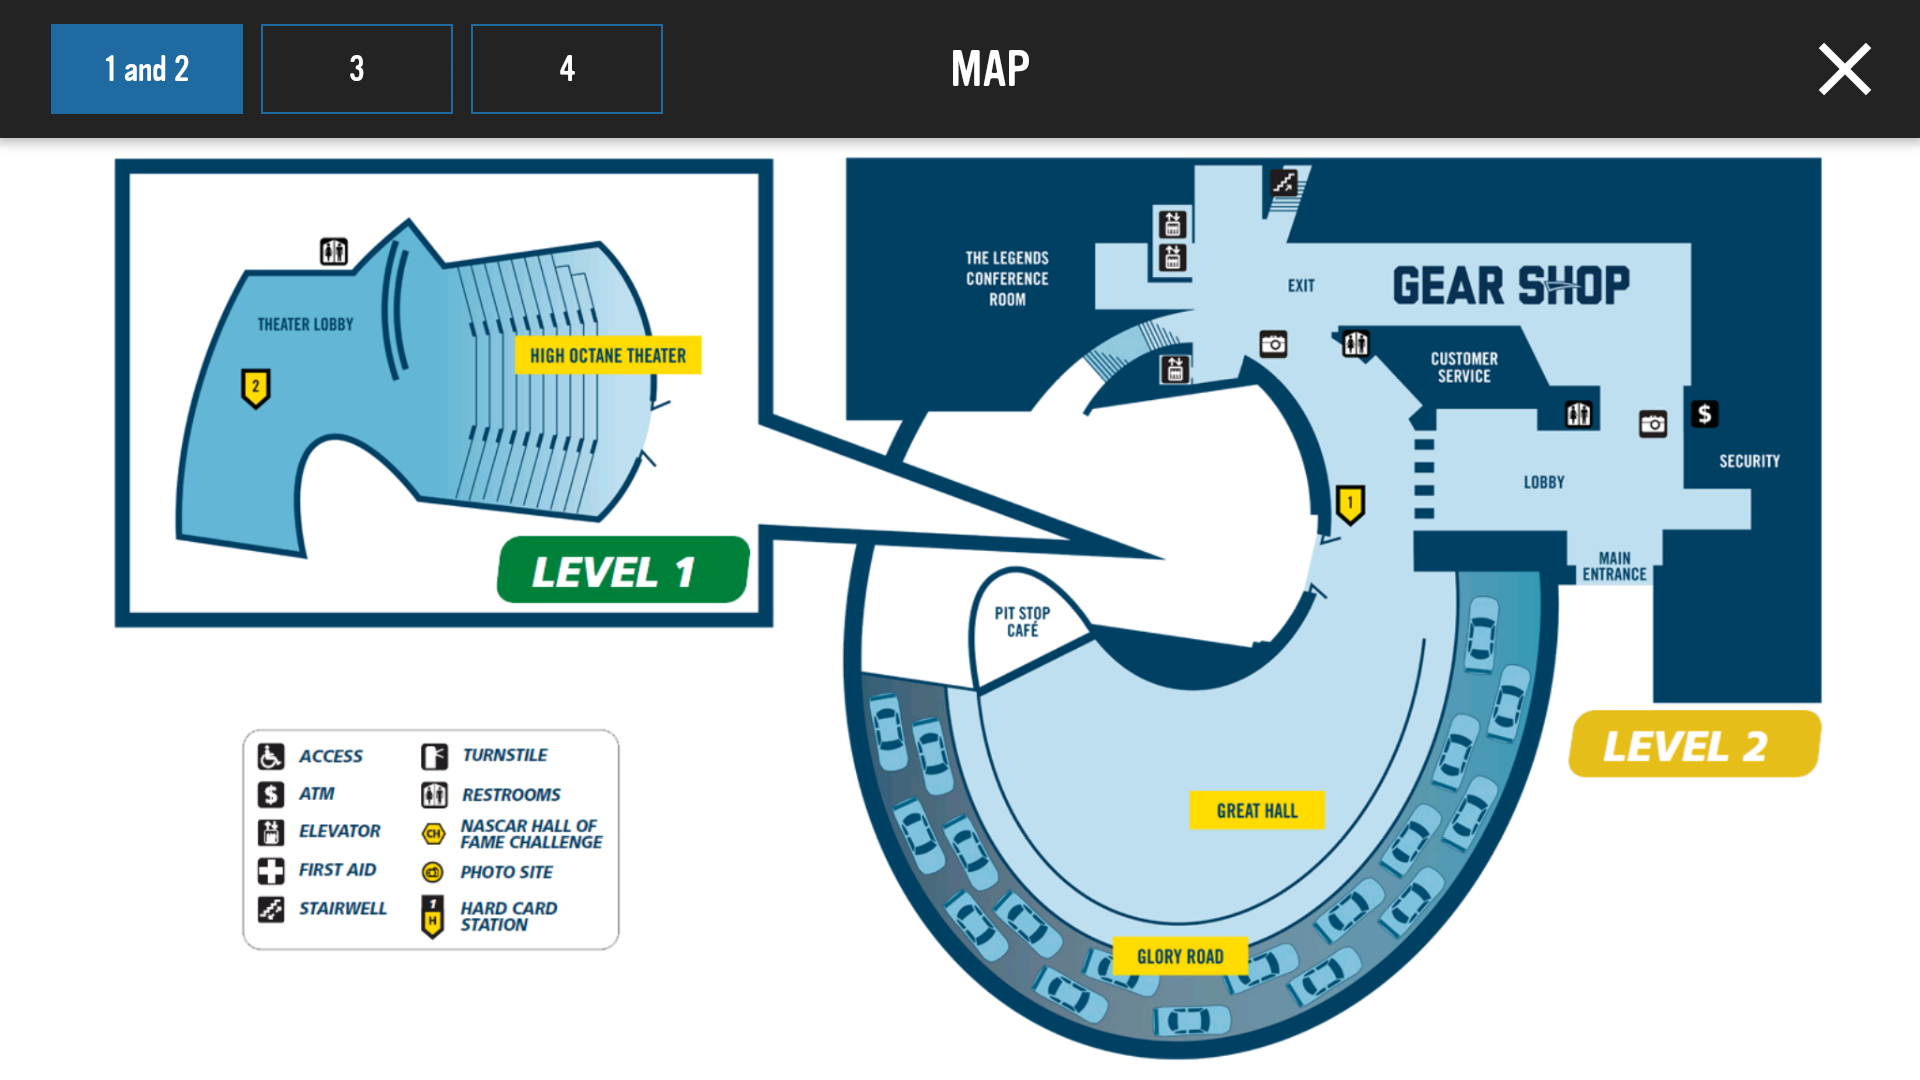 1 and 2
3
4
MAP
THEATER LOBBY
2
HIGH OCTANE THEATER
LEVEL 1
THE LEGENDS
CONFERENCE
ROOM
EXIT
GEAR SHOP
CUSTOMER
SERVICE
$
SECURITY
LOBBY
1
MAIN
ENTRANCE
PIT STOP
CAFÉ
LEVEL 2
GREAT HALL
GLORY ROAD
ACCESS
$ ATM
ELEVATOR
FIRST AID
STAIRWELL
TURNSTILE
RESTROOMS
CH NASCAR HALL OF
FAME CHALLENGE
PHOTO SITE
1
H
HARD CARD
STATION